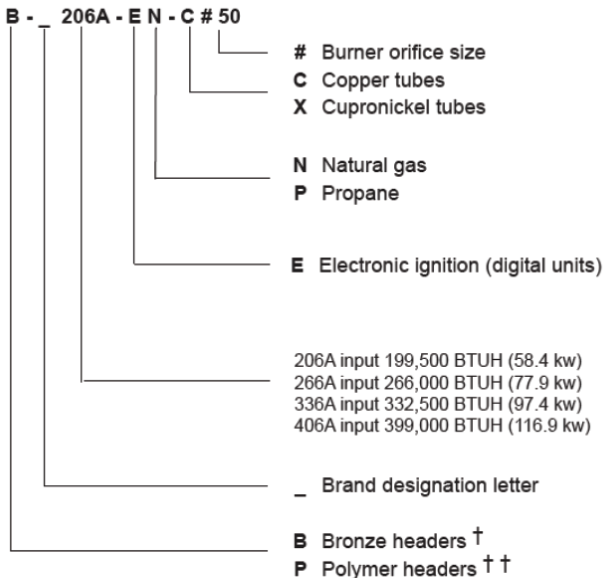 B - _ 206A - E N - C # 50
# Burner orifice size
C Copper tubes
X Cupronickel tubes
N Natural gas
P Propane
E Electronic ignition (digital units)
206A input 199,500 BTUH (58.4 kw)
266A input 266,000 BTUH (77.9 kw)
336A input 332,500 BTUH (97.4 kw)
406A input 399,000 BTUH (116.9 kw)
_ Brand designation letter
B Bronze headers †
P Polymer headers † †